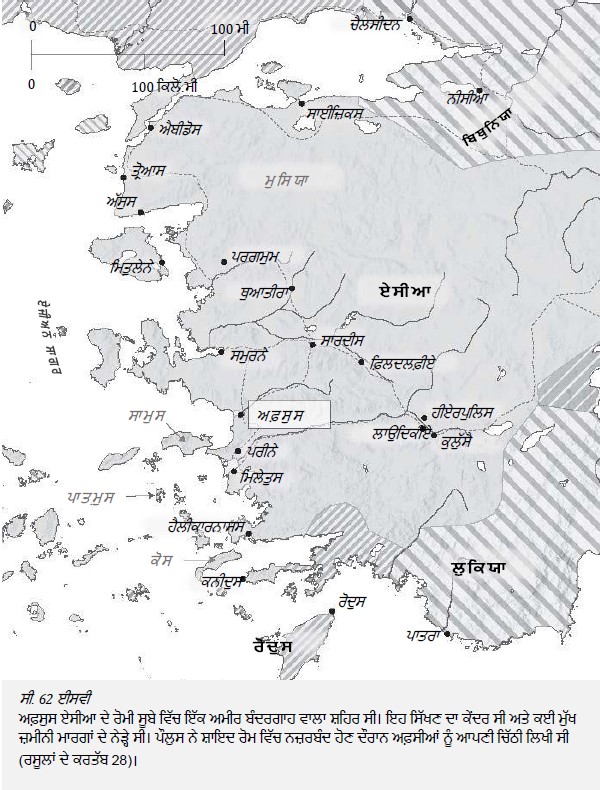 ਚੈਲਸੀਦਨ
0 100 ਮੀ
0 100 ਕਿਲੋ ਮੀ
ਨੀਸੀਆ
ਸਾਈਜ਼ਿਕਸ
ਬਿਥੁਨਿਯਾ
ਐਬੀਡੋਸ
ਤ੍ਰੋਆਸ
ਮੁਸਿਯਾ
ਅੱਸੁਸ
ਪਰਗਮੁਮ
ਮਿਤੁਲੇਨੇ
ਥੁਆਤੀਰਾ
ਏਸੀਆ
ਏਜੀਅਨ ਸਾਗਰ
ਸਾਰਦੀਸ
ਸਮੁਰਨੇ
ਫ਼ਿਲਦਲਫ਼ੀਏ
ਸਾਮੁਸ
ਅਫ਼ਸੁਸ
ਹੀਏਰਪੁਲਿਸ
ਲਾਉਦਿਕੀਏ
ਕੁਲੁੱਸੈ
ਪਰੀਨੇ
ਮਿਲੇਤੁਸ
ਪਾਤਮੁਸ
ਹੈਲੀਕਾਰਨਾਸਸ
ਕੋਸ
ਲੁਕਿਯਾ
ਕਨੀਦੁਸ
ਰੋਦੁਸ
ਪਾਤਰਾ
ਰੋਦੁਸ
ਸੀ. 62 ਈਸਵੀ
ਅਫ਼ਸੁਸ ਏਸੀਆ ਦੇ ਰੋਮੀ ਸੂਬੇ ਵਿੱਚ ਇੱਕ ਅਮੀਰ ਬੰਦਰਗਾਹ ਵਾਲਾ ਸ਼ਹਿਰ ਸੀ। ਇਹ ਸਿੱਖਣ ਦਾ ਕੇਂਦਰ ਸੀ ਅਤੇ ਕਈ ਮੁੱਖ
ਜ਼ਮੀਨੀ ਮਾਰਗਾਂ ਦੇ ਨੇੜ੍ਹੇ ਸੀ। ਪੌਲੁਸ ਨੇ ਸ਼ਾਇਦ ਰੋਮ ਵਿੱਚ ਨਜ਼ਰਬੰਦ ਹੋਣ ਦੌਰਾਨ ਅਫ਼ਸੀਆਂ ਨੂੰ ਆਪਣੀ ਚਿੱਠੀ ਲਿਖੀ ਸੀ
(ਰਸੂਲਾਂ ਦੇ ਕਰਤੱਬ 28)।